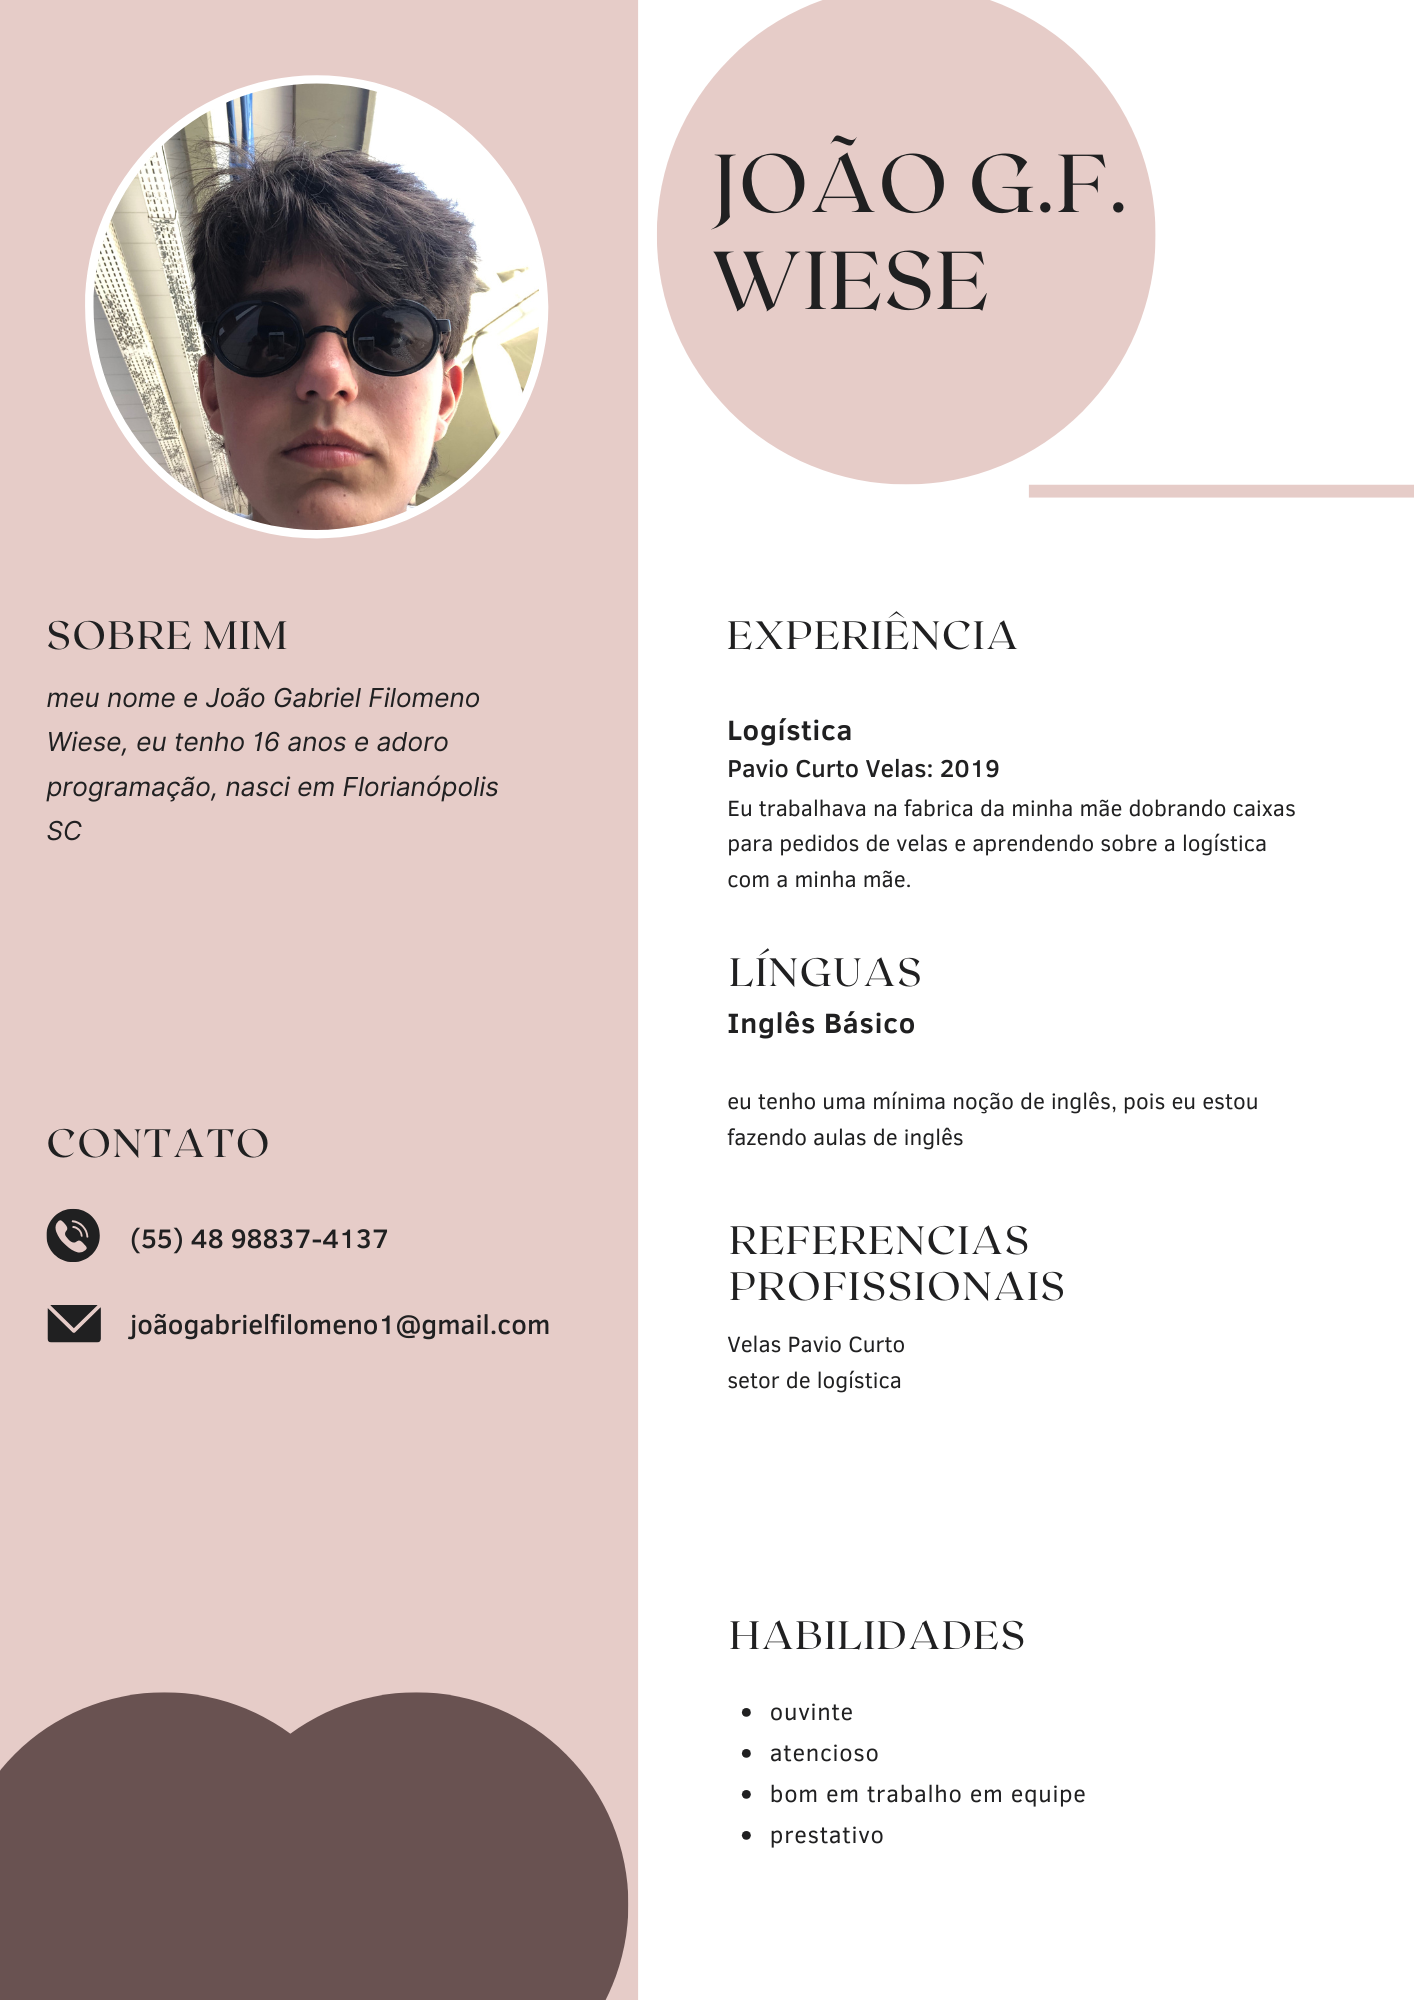 JOÃO G.F.
WIESE
SOBRE MIM
meu nome e João Gabriel Filomeno
Wiese, eu tenho 16 anos e adoro
programação, nasci em Florianópolis
SC
CONTATO
(55) 48 98837-4137
joãogabrielfilomeno1@gmail.com
EXPERIÊNCIA
Logística
Pavio Curto Velas: 2019
Eu trabalhava na fabrica da minha mãe dobrando caixas
para pedidos de velas e aprendendo sobre a logística
com a minha mãe.
LÍNGUAS
Inglês Básico
eu tenho uma mínima noção de inglês, pois eu estou
fazendo aulas de inglês
REFERENCIAS
PROFISSIONAIS
Velas Pavio Curto
setor de logística
HABILIDADES
• ouvinte
• atencioso
• bom em trabalho em equipe
• prestativo